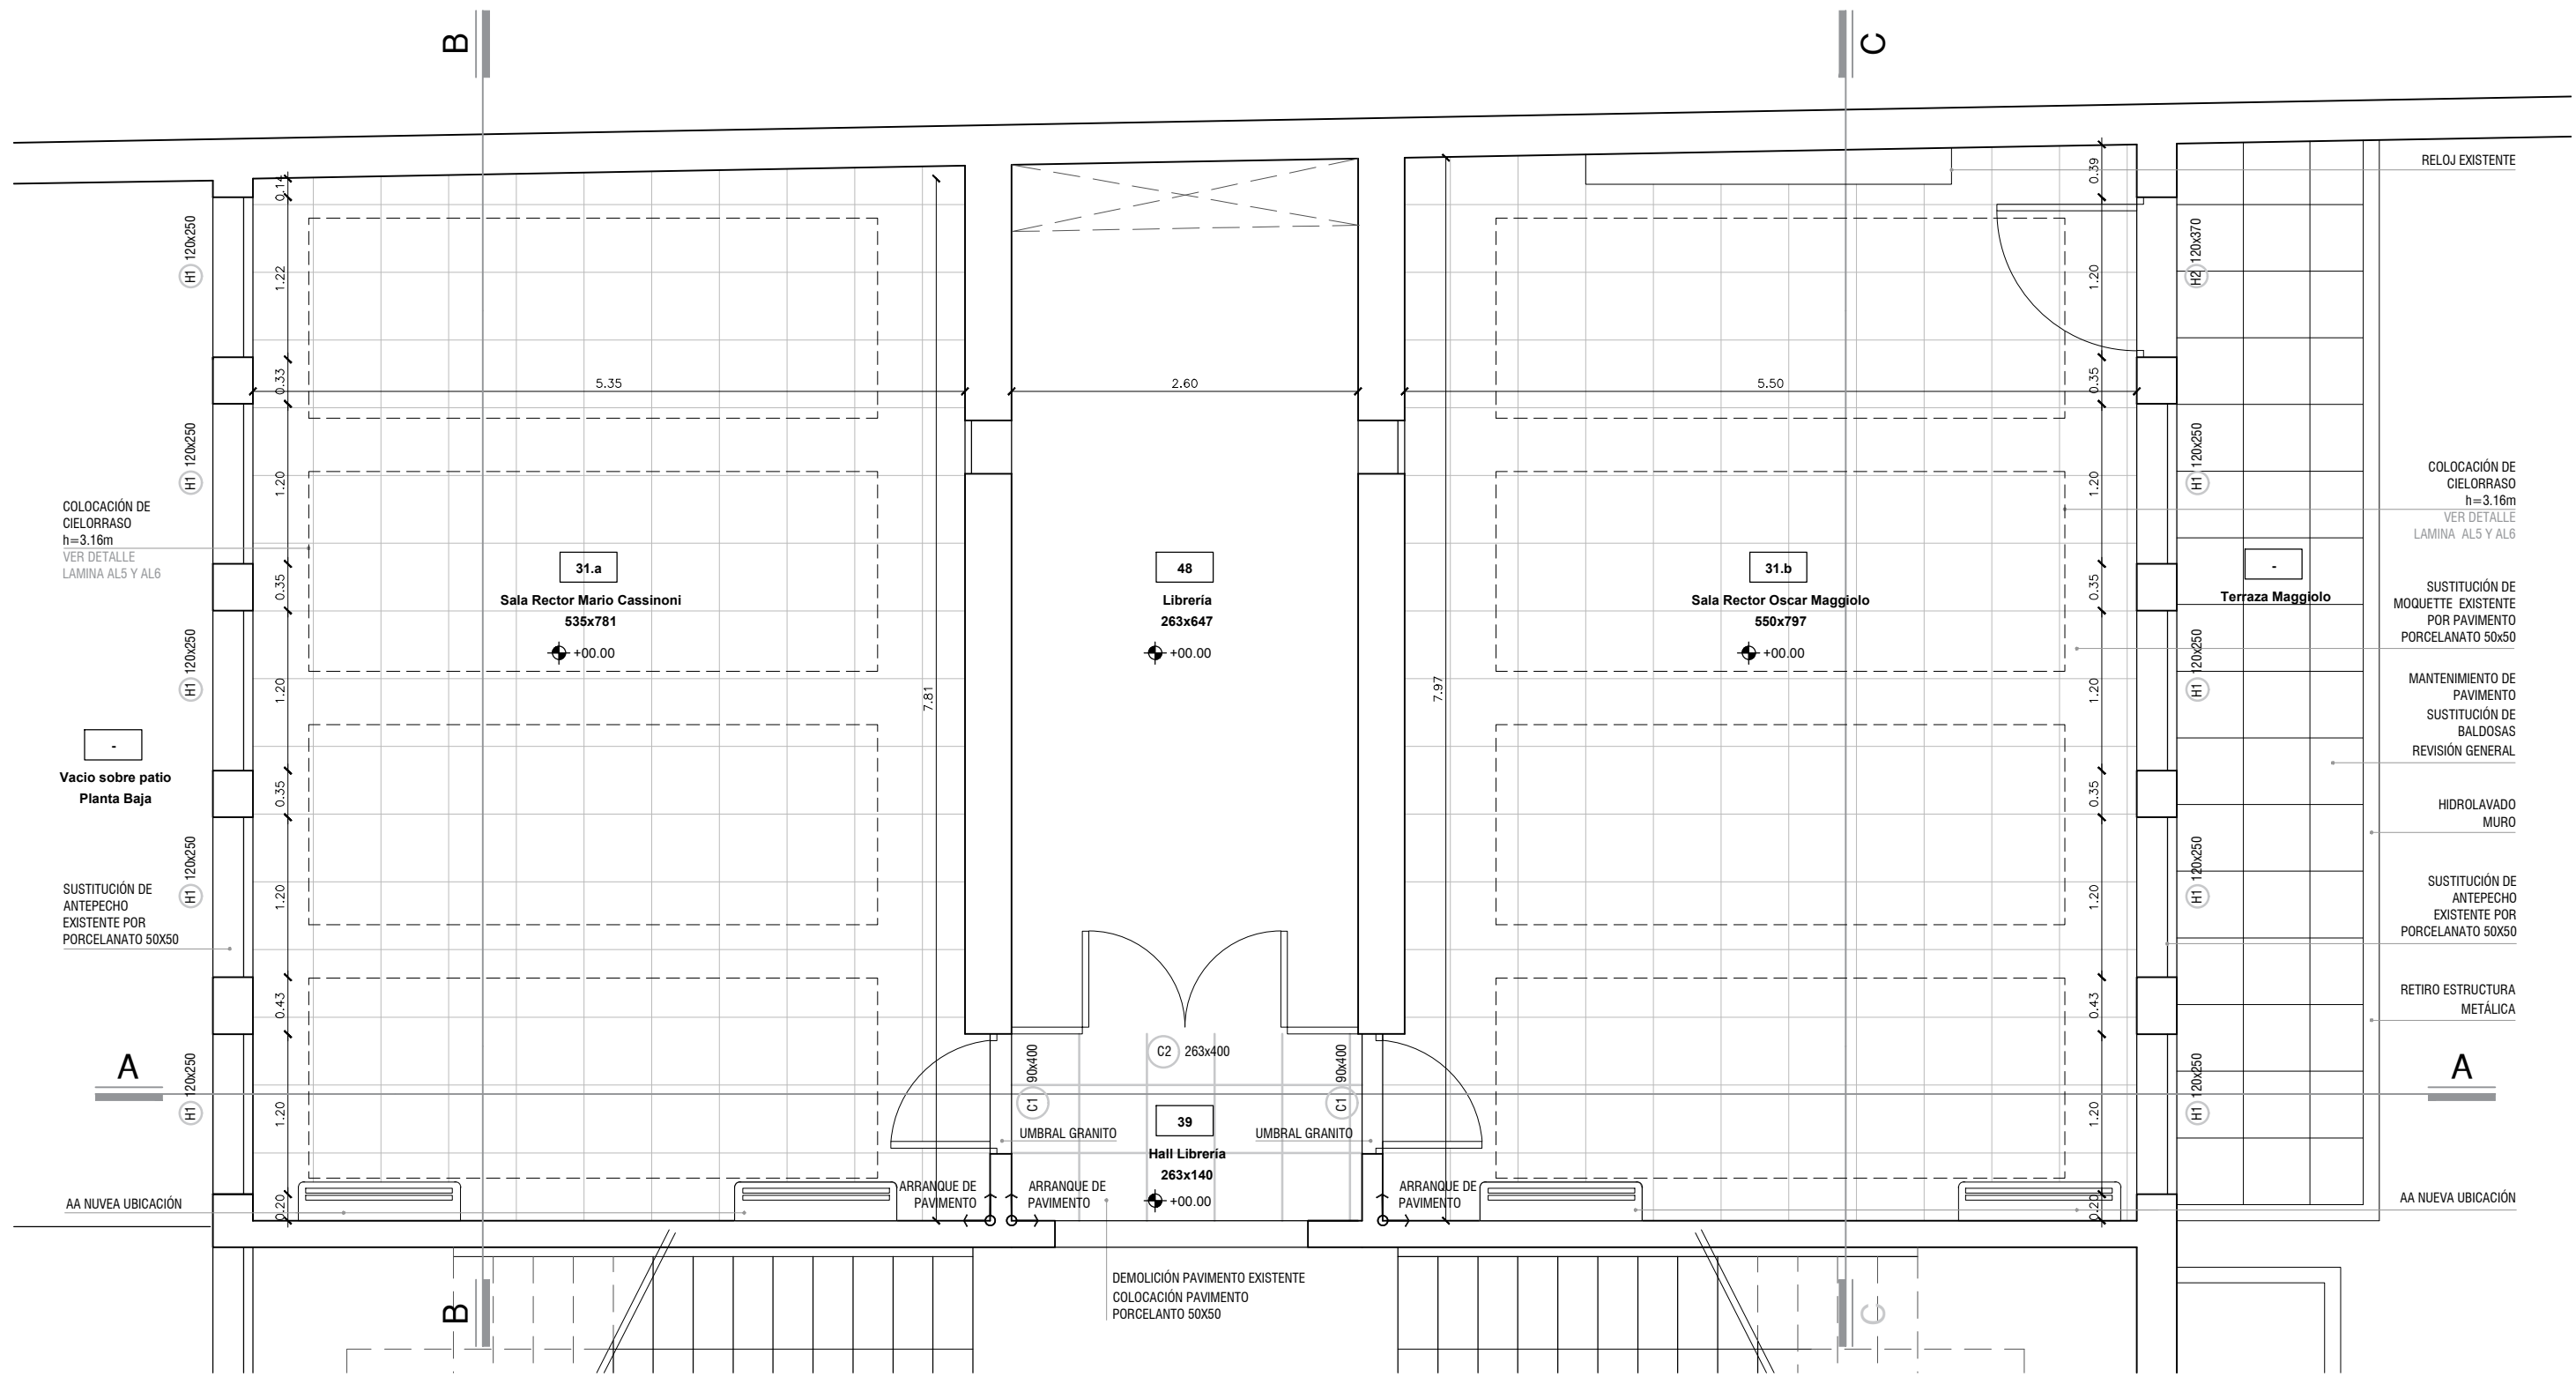 B
C
RELOJ EXISTENTE
0.14
0.39
H1 120x250
1.22
1.20
H2 120x370
0.33
5.35
2.60
5.50
0.35
H1 120x250
1.20
1.20
H1 120x250
COLOCACIÓN DE
CIELORRASO
h=3.16m
VER DETALLE
LAMINA AL5 Y AL6
COLOCACIÓN DE
CIELORRASO
h=3.16m
VER DETALLE
LAMINA AL5 Y AL6
0.35
31.a
Sala Rector Mario Cassinoni
535x781
+00.00
48
Librería
263x647
+00.00
31.b
Sala Rector Oscar Maggiolo
550x797
+00.00
0.35
-
Terraza Maggiolo
SUSTITUCIÓN DE
MOQUETTE EXISTENTE
POR PAVIMENTO
PORCELANATO 50x50
H1 120x250
1.20
7.81
7.97
1.20
H1 120x250
MANTENIMIENTO DE
PAVIMENTO
SUSTITUCIÓN DE
BALDOSAS
REVISIÓN GENERAL
-
Vacio sobre patio
Planta Baja
0.35
0.35
HIDROLAVADO
MURO
H1 120x250
1.20
1.20
H1 120x250
SUSTITUCIÓN DE
ANTEPECHO
EXISTENTE POR
PORCELANATO 50X50
SUSTITUCIÓN DE
ANTEPECHO
EXISTENTE POR
PORCELANATO 50X50
0.43
0.43
RETIRO ESTRUCTURA
METÁLICA
A
H1 120x250
1.20
C1 90x400
C2 263x400
C1 90x400
1.20
H1 120x250
A
39
UMBRAL GRANITO
UMBRAL GRANITO
Hall Librería
263x140
+00.00
AA NUVEA UBICACIÓN
0.20
ARRANQUE DE
PAVIMENTO
ARRANQUE DE
PAVIMENTO
ARRANQUE DE
PAVIMENTO
0.20
AA NUEVA UBICACIÓN
DEMOLICIÓN PAVIMENTO EXISTENTE
COLOCACIÓN PAVIMENTO
PORCELANTO 50X50
B
C